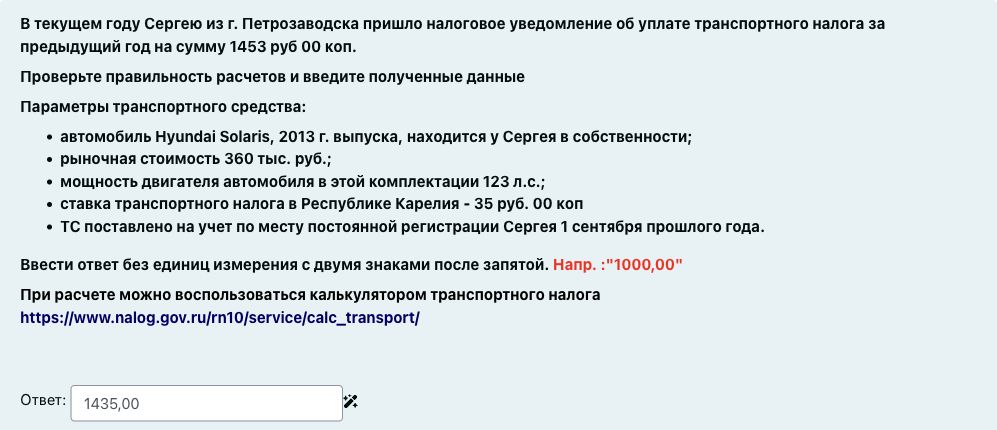 В текущем году Сергею из г. Петрозаводска пришло налоговое уведомление об уплате транспортного налога за
предыдущий год на сумму 1453 руб 00 коп.
Проверьте правильность расчетов и введите полученные данные
Параметры транспортного средства:
• автомобиль Hyundai Solaris, 2013 г. выпуска, находится у Сергея в собственности;
• рыночная стоимость 360 тыс. руб.;
• мощность двигателя автомобиля в этой комплектации 123 л.с.;
• ставка транспортного налога в Республике Карелия - 35 руб. 00 коп
• ТС поставлено на учет по месту постоянной регистрации Сергея 1 сентября прошлого года.
Ввести ответ без единиц измерения с двумя знаками после запятой. Напр. :"1000,00"
При расчете можно воспользоваться калькулятором транспортного налога
https://www.nalog.gov.ru/rn10/service/calc_transport/
Ответ: 1435,00